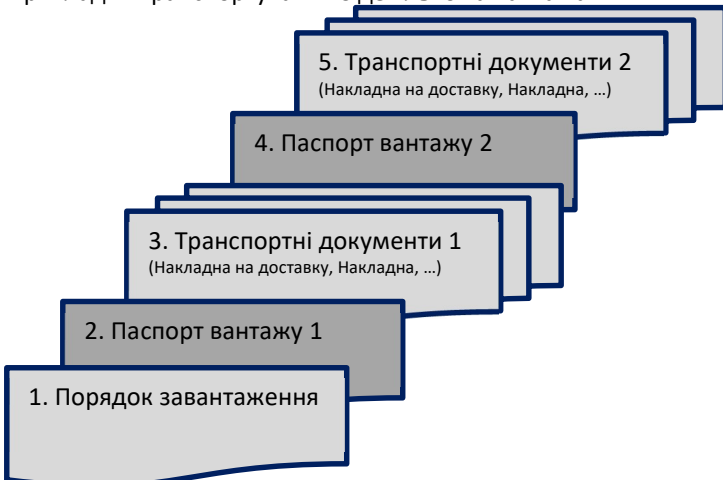 5. Транспортні документи 2
(Накладна на доставку, Накладна, ...)
4. Паспорт вантажу 2
3. Транспортні документи 1
(Накладна на доставку, Накладна, ...)
2. Паспорт вантажу 1
1. Порядок завантаження